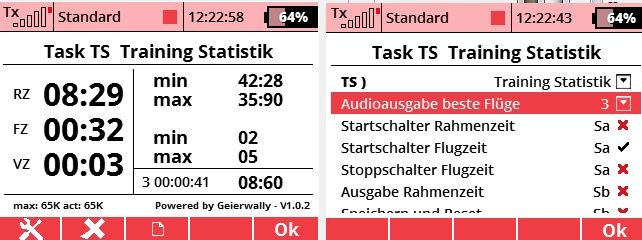 Tx Standard 12:22:58 64%
Task TS Training Statistik
RZ 08:29
FZ 00:32
VZ 00:03
min 42:28
max 35:90
min 02
max 05
3 00:00:41 08:60
max: 65K act: 65K Powered by Geierwally - V1.0.2
Ok
Tx Standard 12:22:43 64%
Task TS Training Statistik
TS ) Training Statistik
Audioausgabe beste Flüge 3
Startschalter Rahmenzeit Sa
Startschalter Flugzeit Sa
Stoppschalter Flugzeit Sa
Ausgabe Rahmenzeit Sb
Speichern und Reset Sb
Ok